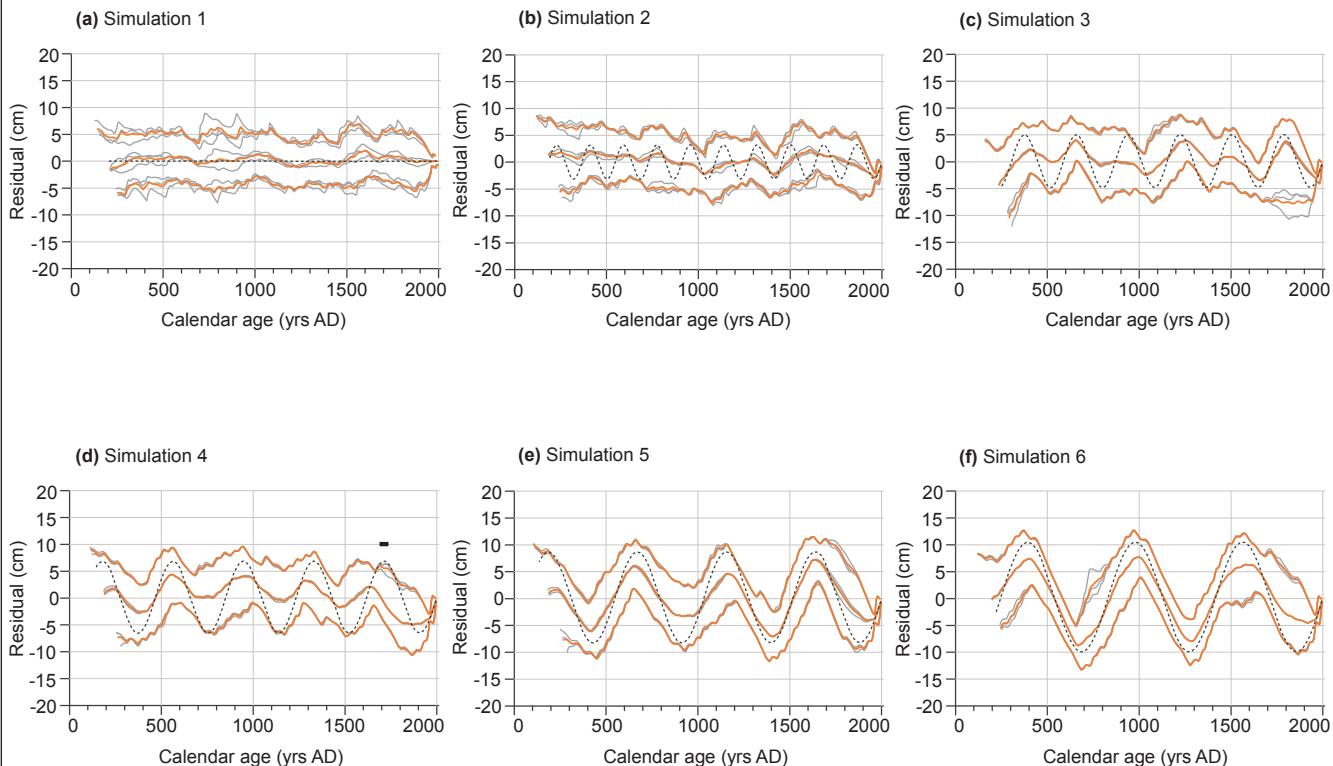 (a) Simulation 1
(b) Simulation 2
(c) Simulation 3
20
15
10
5
0
-5
-10
-15
-20
Residual (cm)
0 500 1000 1500 2000
Calendar age (yrs AD)
20
15
10
5
0
-5
-10
-15
-20
Residual (cm)
0 500 1000 1500 2000
Calendar age (yrs AD)
20
15
10
5
0
-5
-10
-15
-20
Residual (cm)
0 500 1000 1500 2000
Calendar age (yrs AD)
(d) Simulation 4
(e) Simulation 5
(f) Simulation 6
20
15
10
5
0
-5
-10
-15
-20
Residual (cm)
0 500 1000 1500 2000
Calendar age (yrs AD)
20
15
10
5
0
-5
-10
-15
-20
Residual (cm)
0 500 1000 1500 2000
Calendar age (yrs AD)
20
15
10
5
0
-5
-10
-15
-20
Residual (cm)
0 500 1000 1500 2000
Calendar age (yrs AD)